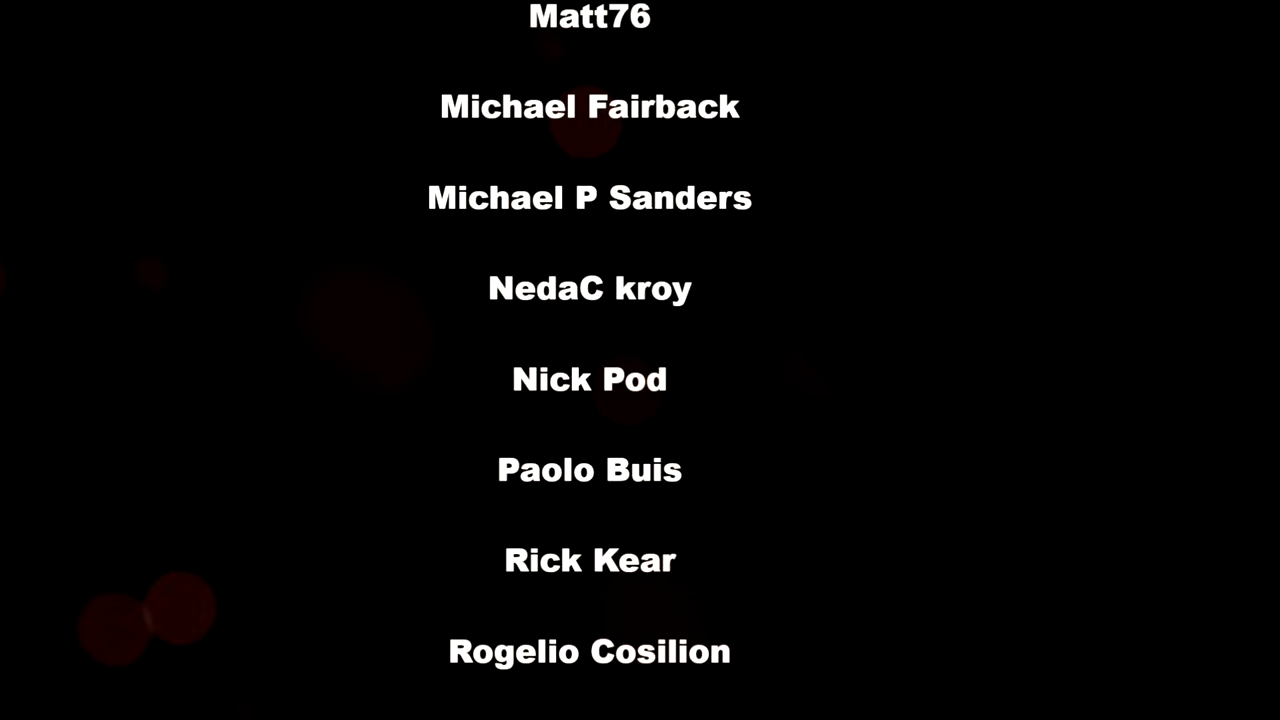 Matt76
Michael Fairback
Michael P Sanders
NedaC kroy
Nick Pod
Paolo Buis
Rick Kear
Rogelio Cosilion